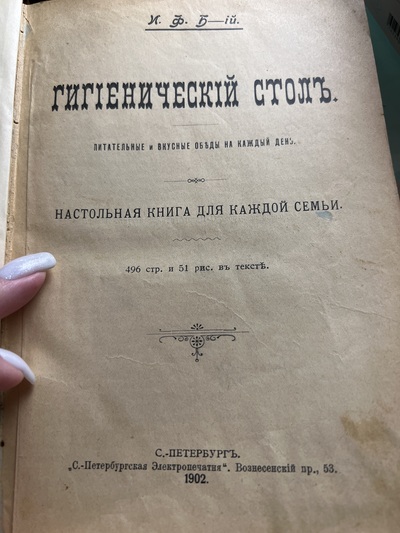 И. Ф. Б—ій.
ГИГІЕНИЧЕСКІЙ СТОЛЪ.
ПИТАТЕЛЬНЫЕ и ВКУСНЫЕ ОБѢДЫ НА КАЖДЫЙ ДЕНЬ.
НАСТОЛЬНАЯ КНИГА ДЛЯ КАЖДОЙ СЕМЬИ.
496 стр. и 51 рис. въ текстѣ.
С.-ПЕТЕРБУРГЪ.
„С.-Петербургская Электропечатня“. Вознесенскій пр., 53.
1902.